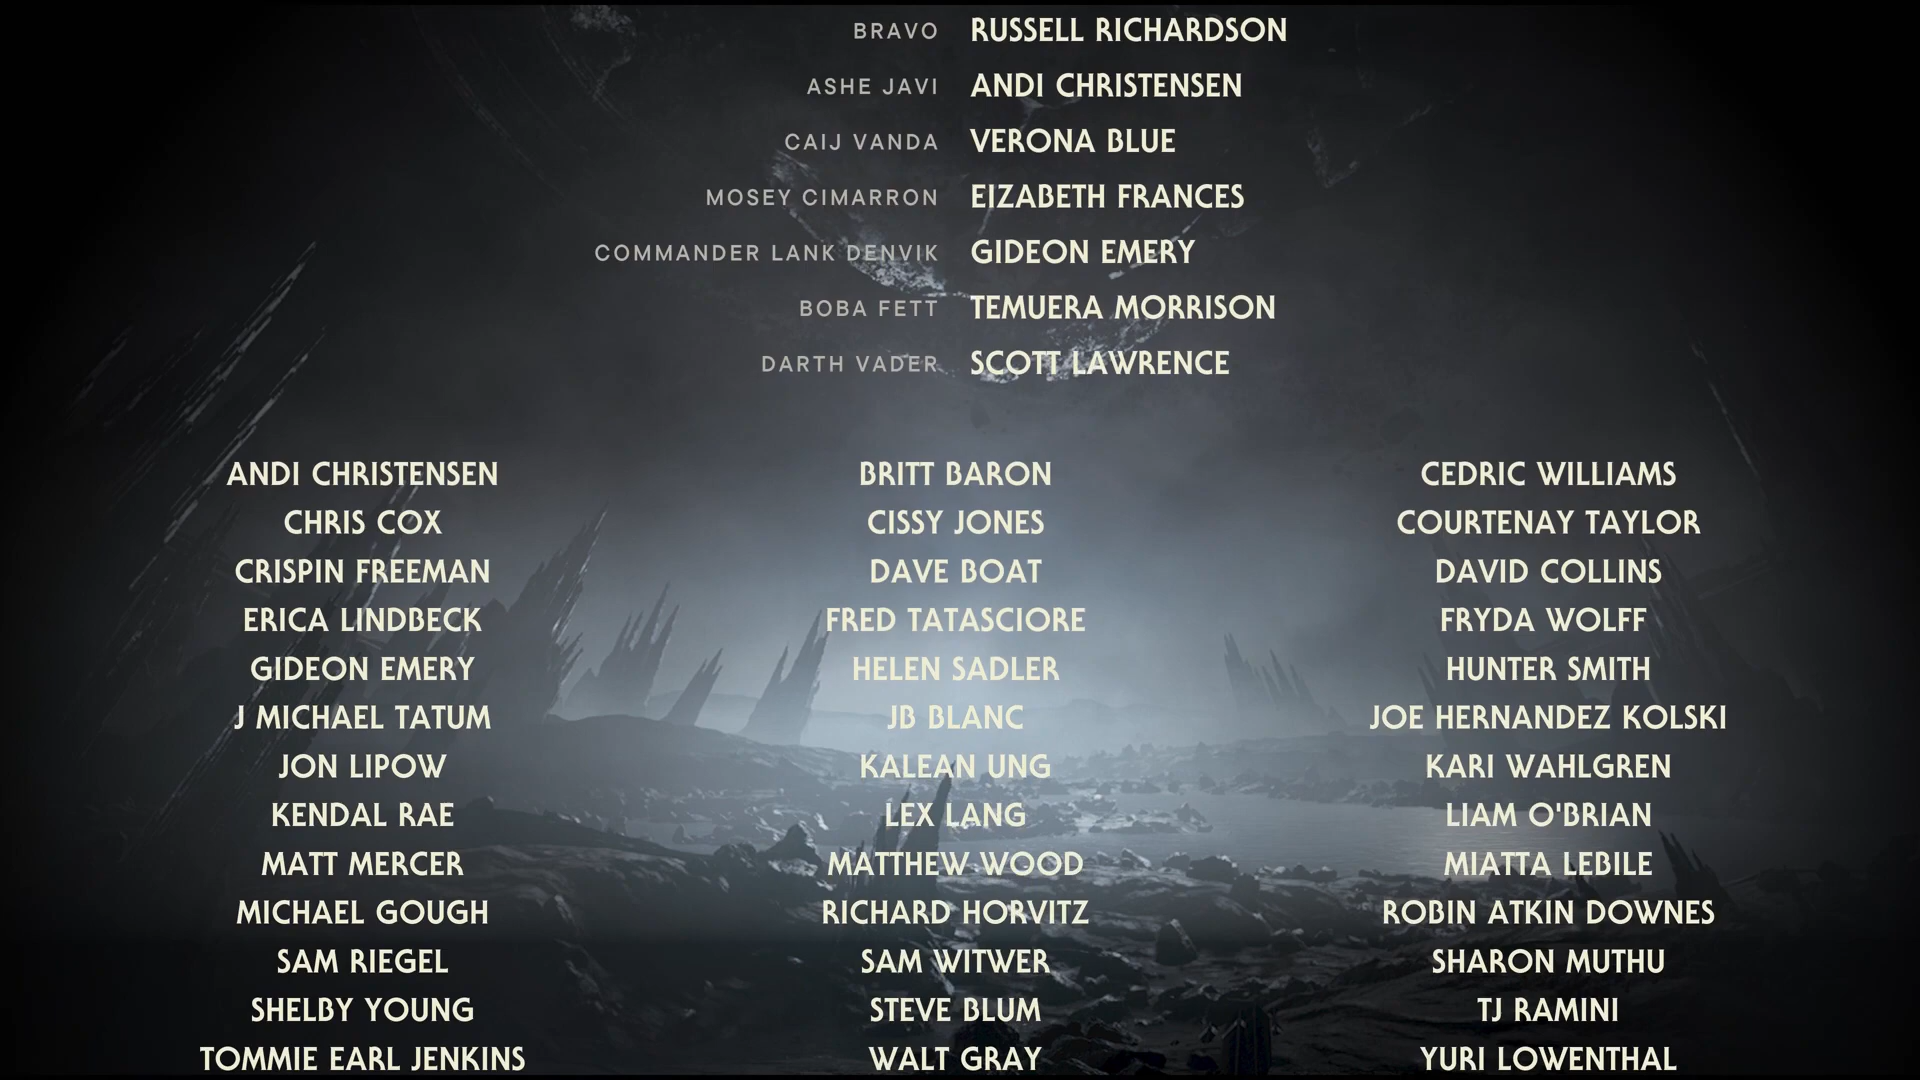 BRAVO RUSSELL RICHARDSON
ASHE JAVI ANDI CHRISTENSEN
CAIJ VANDA VERONA BLUE
MOSEY CIMARRON EIZABETH FRANCES
COMMANDER LANK DENVIK GIDEON EMERY
BOBA FETT TEMUERA MORRISON
DARTH VADER SCOTT LAWRENCE
ANDI CHRISTENSEN BRITT BARON CEDRIC WILLIAMS
CHRIS COX CISSY JONES COURTENAY TAYLOR
CRISPIN FREEMAN DAVE BOAT DAVID COLLINS
ERICA LINDBECK FRED TATASCIORE FRYDA WOLFF
GIDEON EMERY HELEN SADLER HUNTER SMITH
J MICHAEL TATUM JB BLANC JOE HERNANDEZ KOLSKI
JON LIPOW KALEAN UNG KARI WAHLGREN
KENDAL RAE LEX LANG LIAM O'BRIAN
MATT MERCER MATTHEW WOOD MIATTA LEBILE
MICHAEL GOUGH RICHARD HORVITZ ROBIN ATKIN DOWNES
SAM RIEGEL SAM WITWER SHARON MUTHU
SHELBY YOUNG STEVE BLUM TJ RAMINI
TOMMIE EARL JENKINS WALT GRAY YURI LOWENTHAL